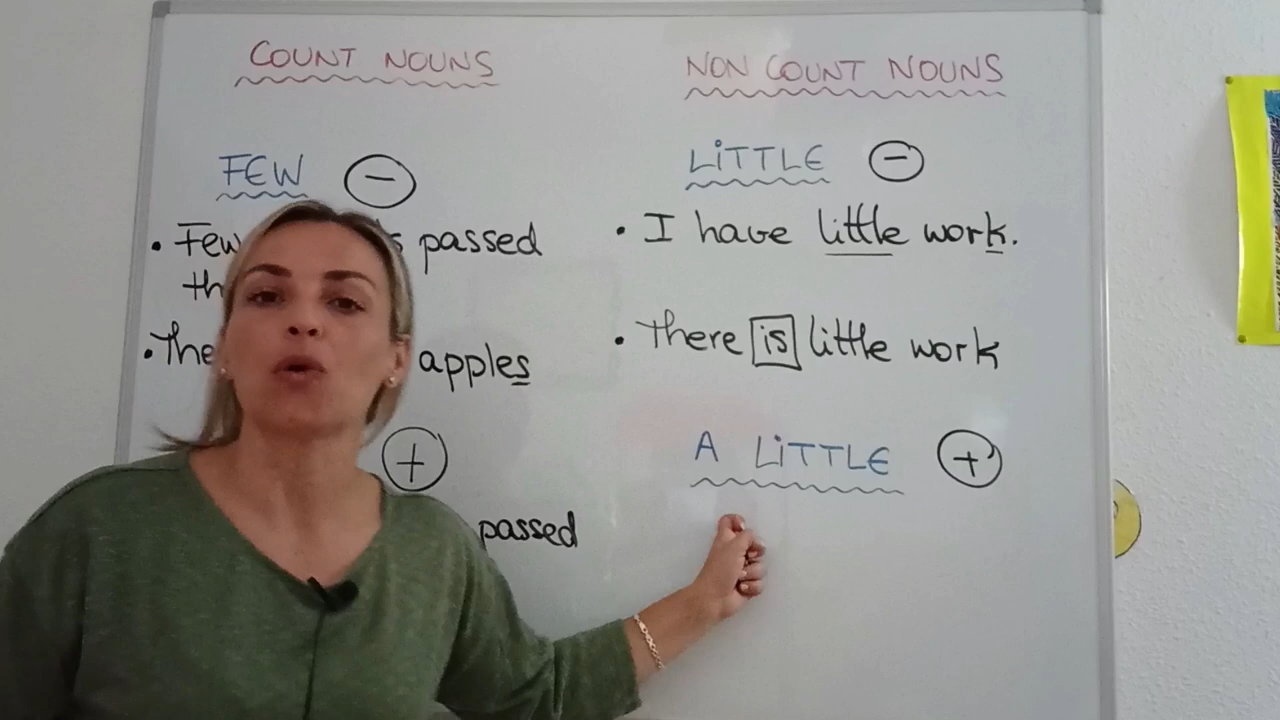 COUNT NOUNS
FEW −
• Few passed
• The apples
+
passed
NON COUNT NOUNS
LiTTLE −
• I have little work.
• There is little work
A LiTTLE +